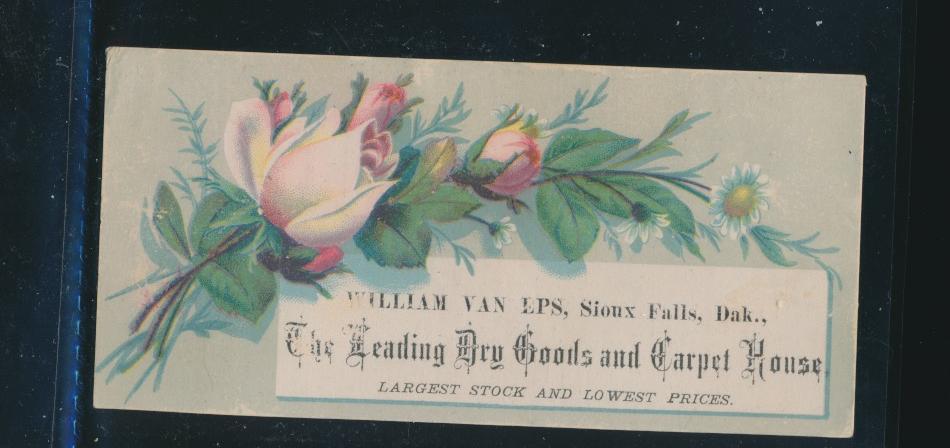 WILLIAM VAN EPS, Sioux Falls, Dak.,
The Leading Dry Goods and Carpet House
LARGEST STOCK AND LOWEST PRICES.